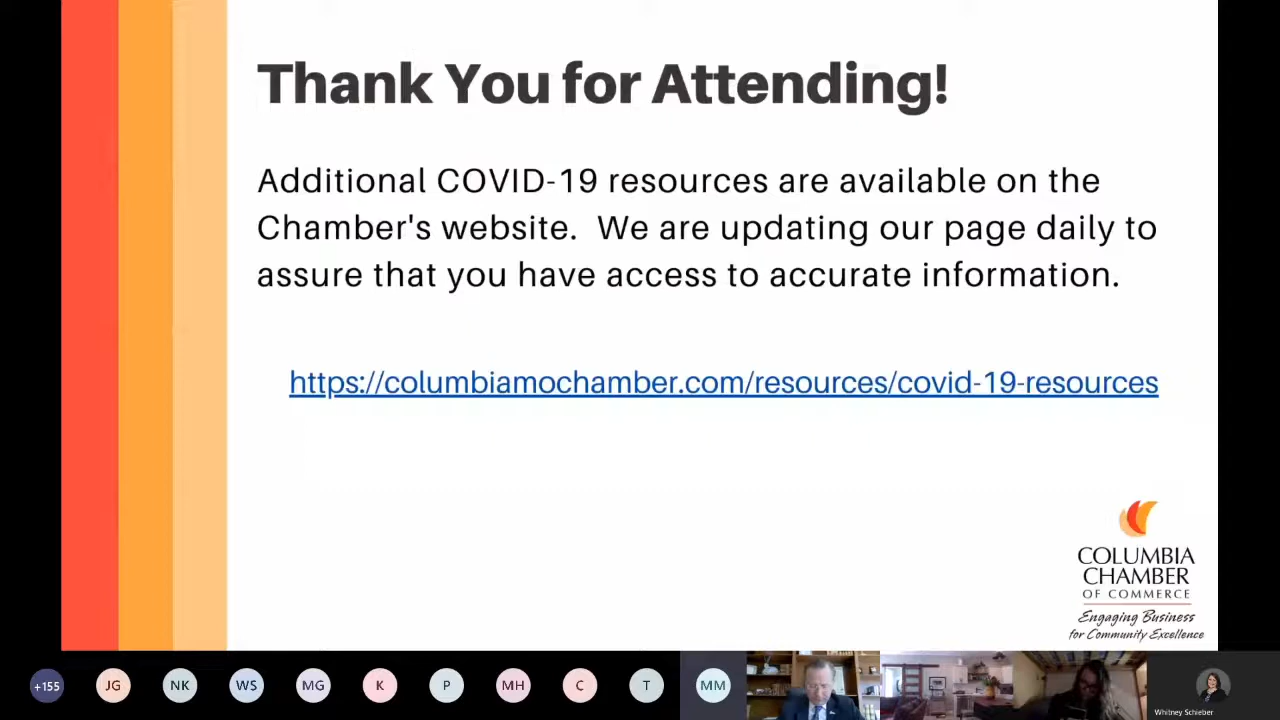 Thank You for Attending!
Additional COVID-19 resources are available on the
Chamber's website.  We are updating our page daily to
assure that you have access to accurate information.
https://columbiamochamber.com/resources/covid-19-resources
COLUMBIA
CHAMBER
OF COMMERCE
Engaging Business
for Community Excellence
+155
JG
NK
WS
MG
K
P
MH
C
T
MM
Whitney Schieber